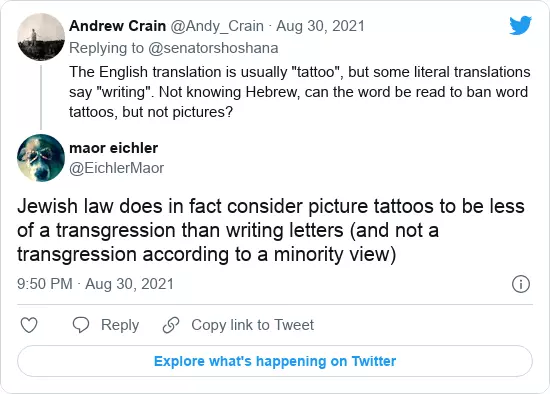 Andrew Crain @Andy_Crain · Aug 30, 2021
Replying to @senatorshoshana
The English translation is usually "tattoo", but some literal translations
say "writing". Not knowing Hebrew, can the word be read to ban word
tattoos, but not pictures?
maor eichler
@EichlerMaor
Jewish law does in fact consider picture tattoos to be less
of a transgression than writing letters (and not a
transgression according to a minority view)
9:50 PM · Aug 30, 2021
Reply Copy link to Tweet
Explore what's happening on Twitter